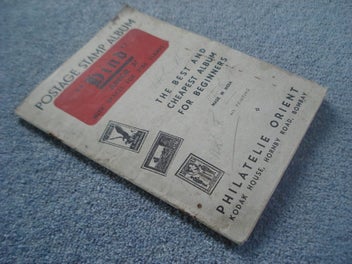 POSTAGE STAMP ALBUM
THE BEST AND
CHEAPEST ALBUM
FOR BEGINNERS
MADE IN INDIA
PHILATELIE ORIENT
KODAK HOUSE, HORNBY ROAD, BOMBAY